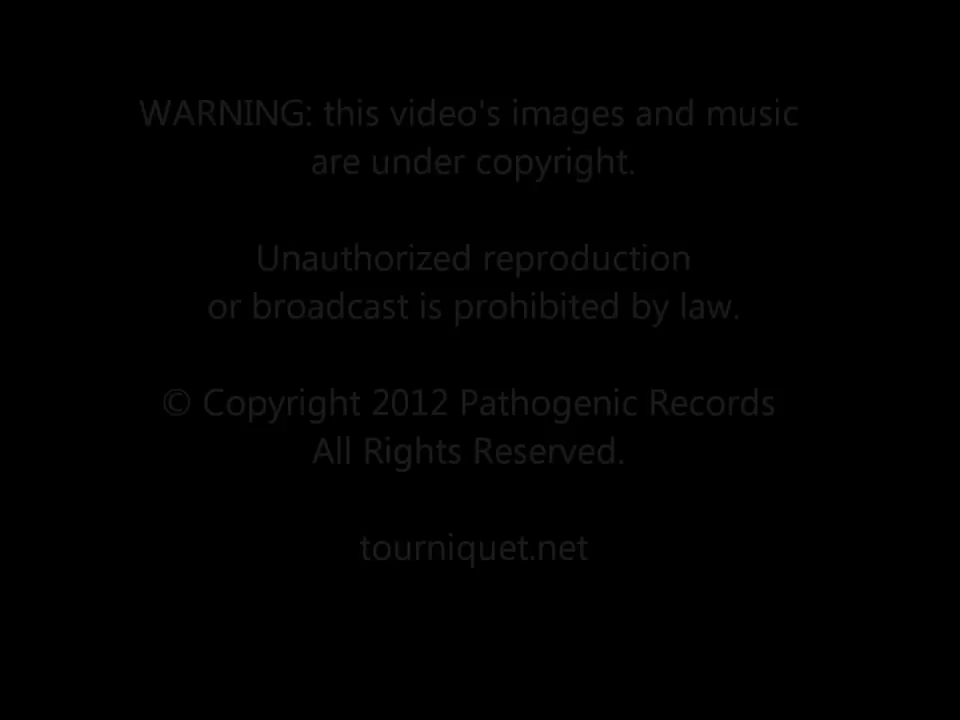 WARNING: this video's images and music
are under copyright.
Unauthorized reproduction
or broadcast is prohibited by law.
© Copyright 2012 Pathogenic Records
All Rights Reserved.
tourniquet.net